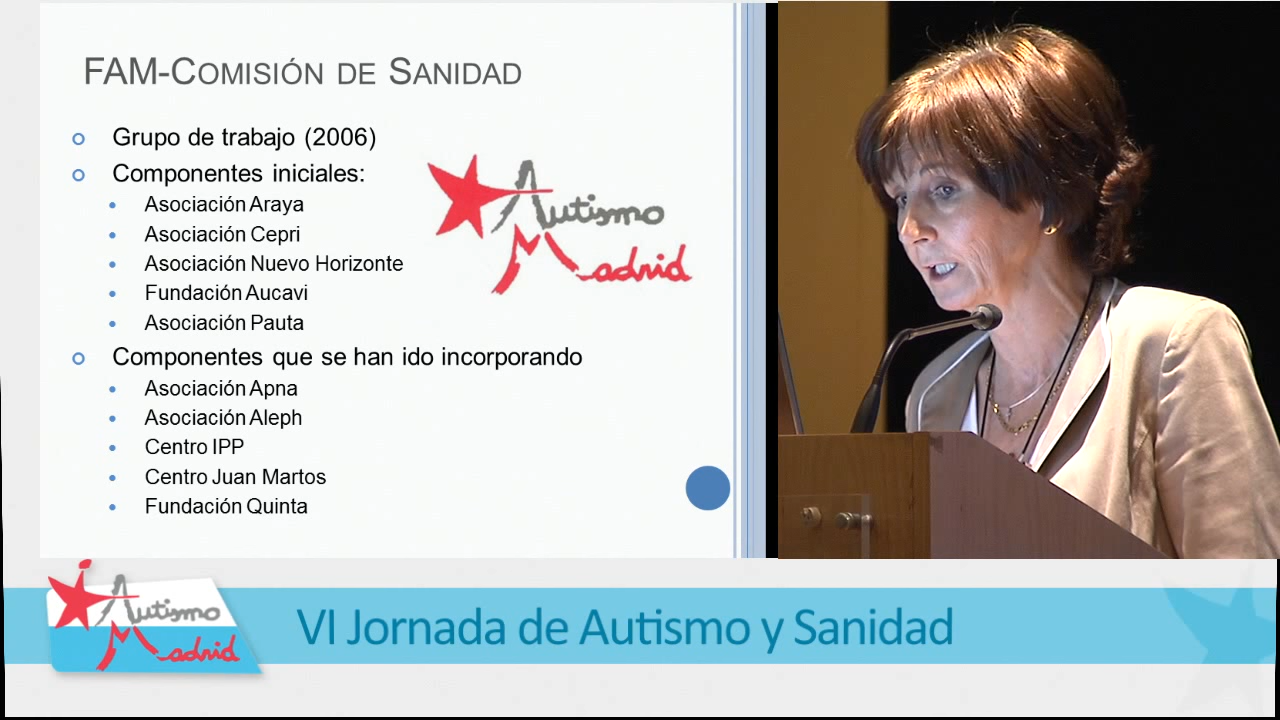 FAM-COMISIÓN DE SANIDAD
Grupo de trabajo (2006)
Componentes iniciales:
Asociación Araya
Asociación Cepri
Asociación Nuevo Horizonte
Fundación Aucavi
Asociación Pauta
Autismo
Madrid
Componentes que se han ido incorporando
Asociación Apna
Asociación Aleph
Centro IPP
Centro Juan Martos
Fundación Quinta
Autismo
Madrid
VI Jornada de Autismo y Sanidad